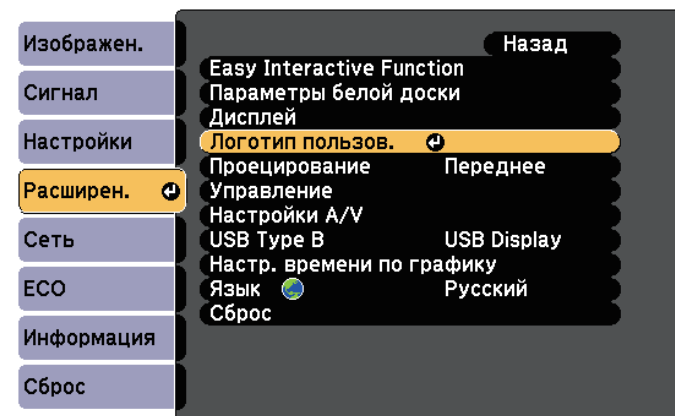 Изображен.
Сигнал
Настройки
Расширен.
Сеть
ECO
Информация
Сброс
Назад
Easy Interactive Function
Параметры белой доски
Дисплей
Логотип пользов.
Проецирование Переднее
Управление
Настройки A/V
USB Type B USB Display
Настр. времени по графику
Язык Русский
Сброс